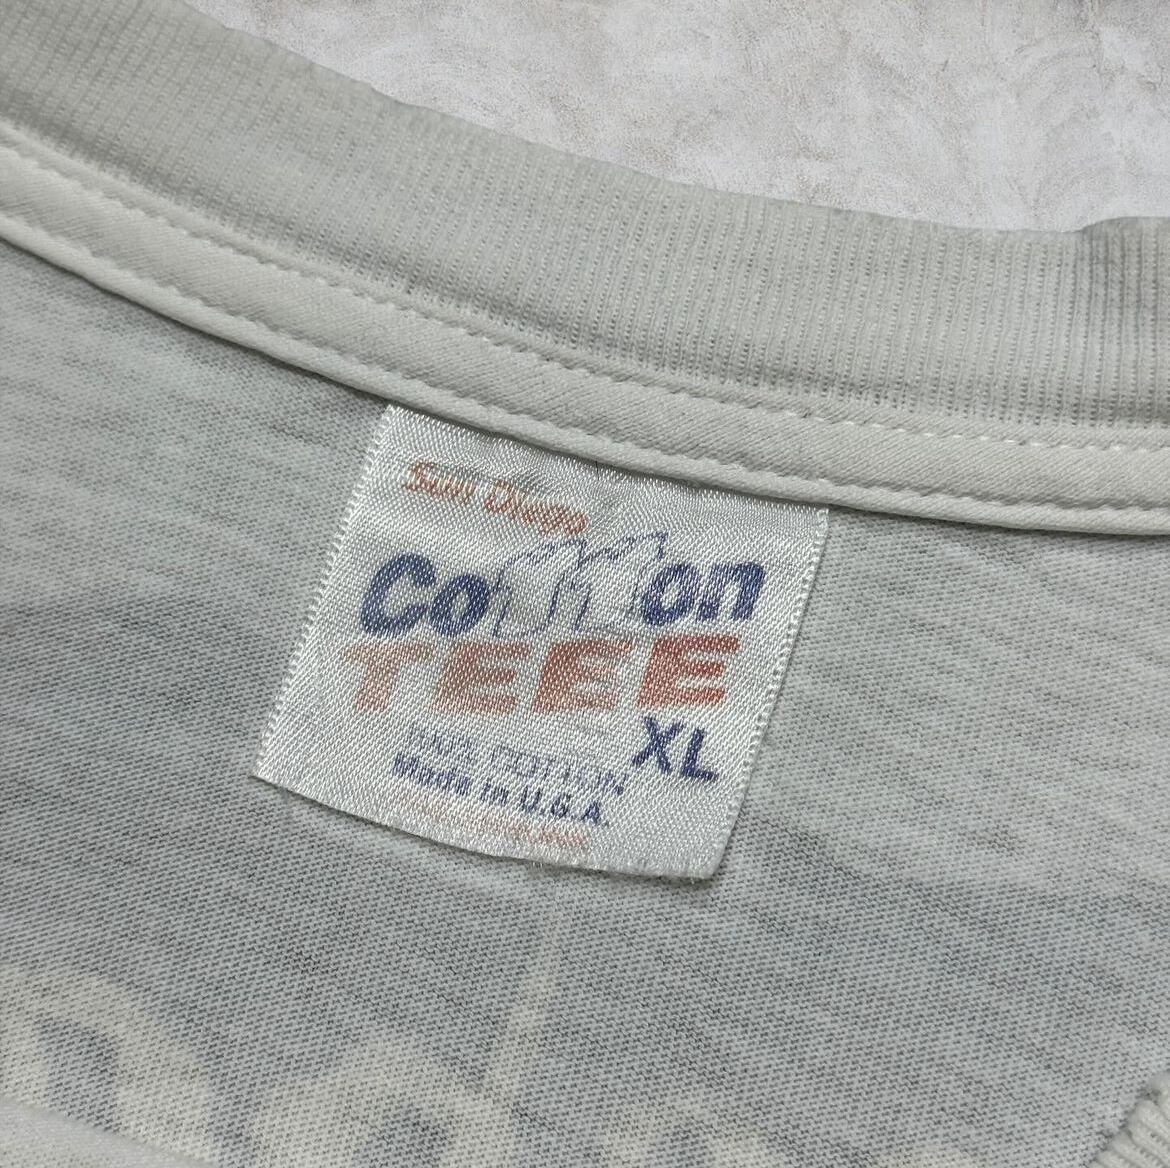 San Diego
Cotton
TEEE
XL
100% COTTON
Made in U.S.A.